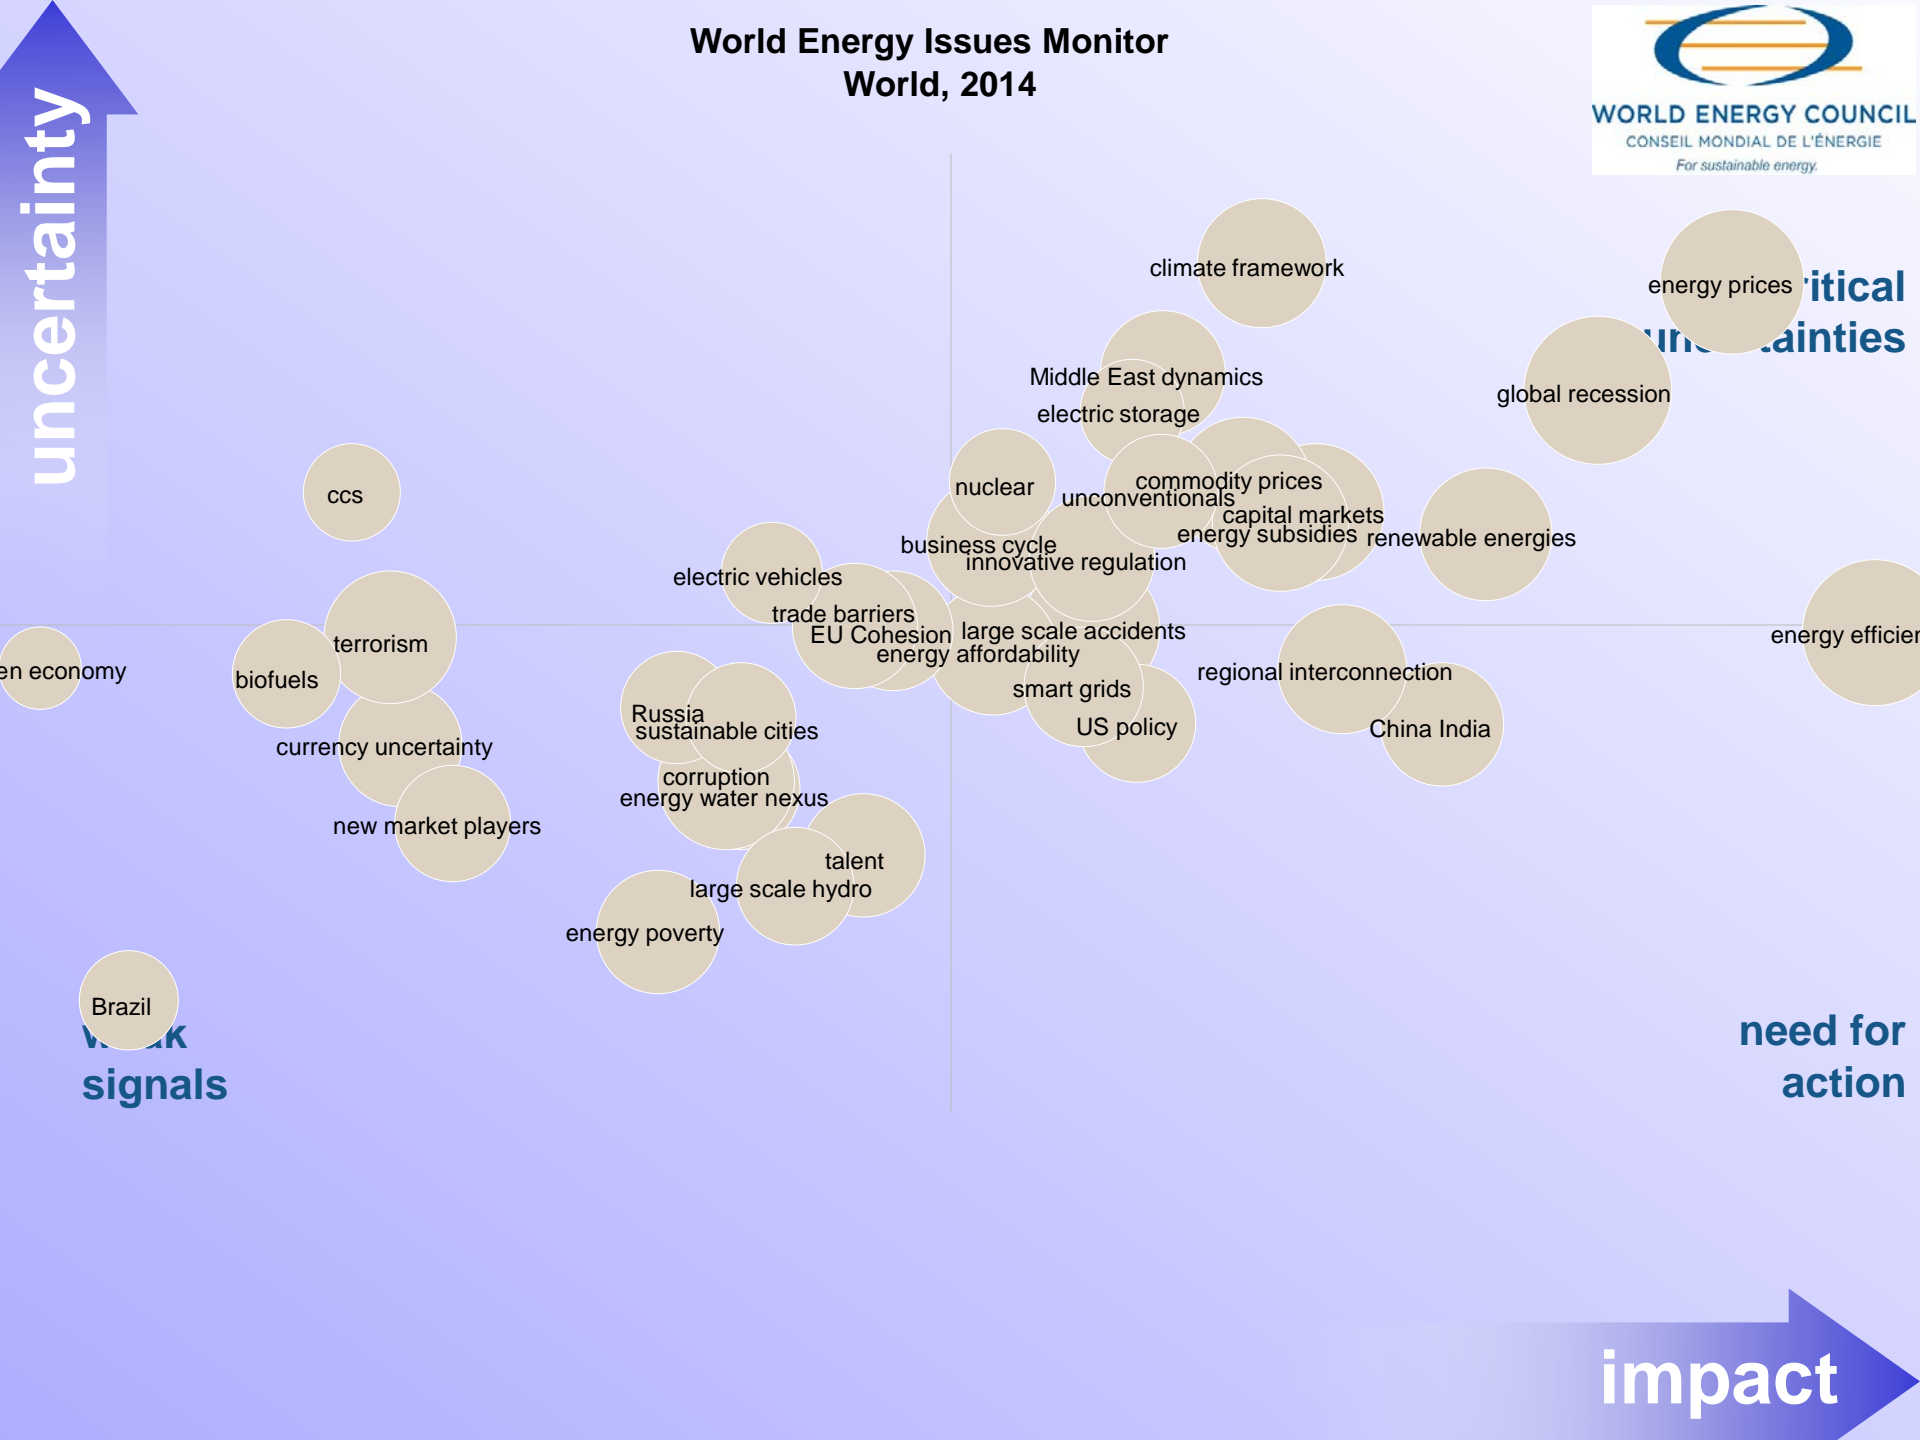 World Energy Issues Monitor
World, 2014
WORLD ENERGY COUNCIL
CONSEIL MONDIAL DE L'ÉNERGIE
For sustainable energy.
uncertainty
climate framework
energy prices
Middle East dynamics
electric storage
global recession
ccs
nuclear
commodity prices
unconventionals
capital markets
energy subsidies
renewable energies
business cycle
innovative regulation
electric vehicles
trade barriers
EU Cohesion
large scale accidents
energy affordability
energy
terrorism
economy
biofuels
regional interconnection
smart grids
Russia
sustainable cities
US policy
China India
currency uncertainty
corruption
energy water nexus
new market players
talent
large scale hydro
energy poverty
Brazil
signals
need for
action
impact